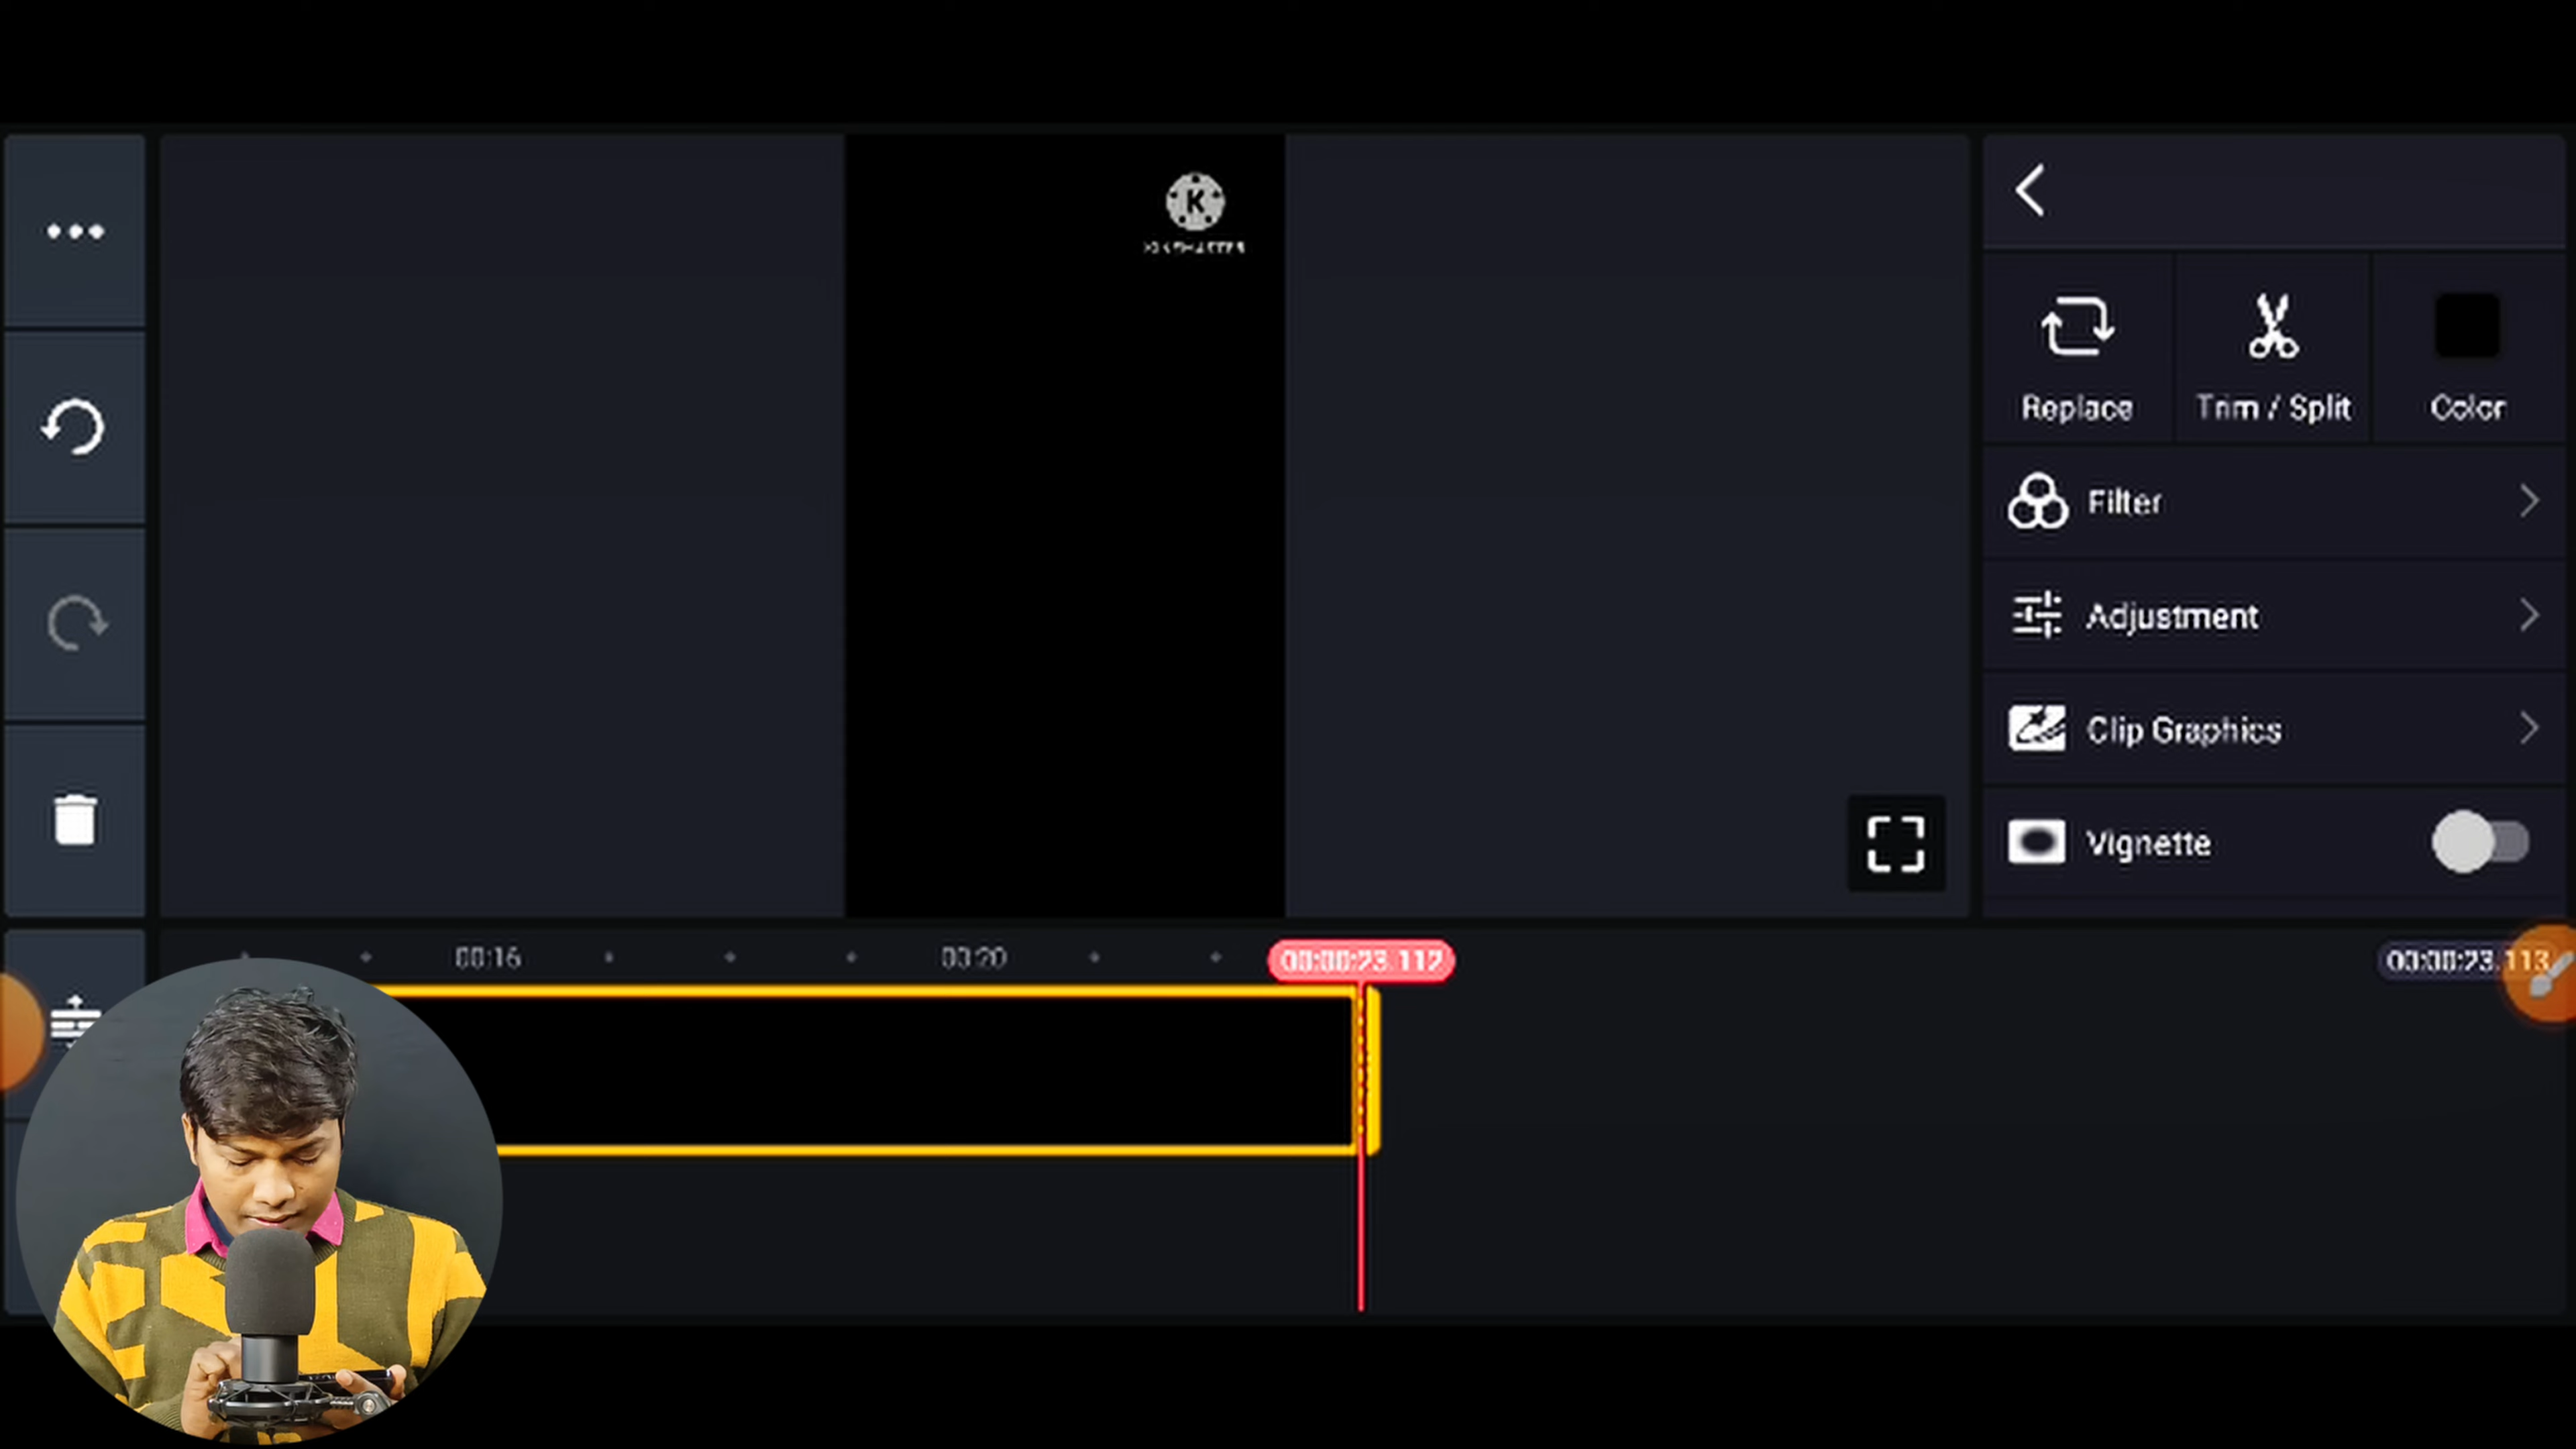 K
KINEMASTER
Replace
Trim / Split
Color
Filter
Adjustment
Clip Graphics
Vignette
00:16
00:20
00:00:23.112
00:00:23.113